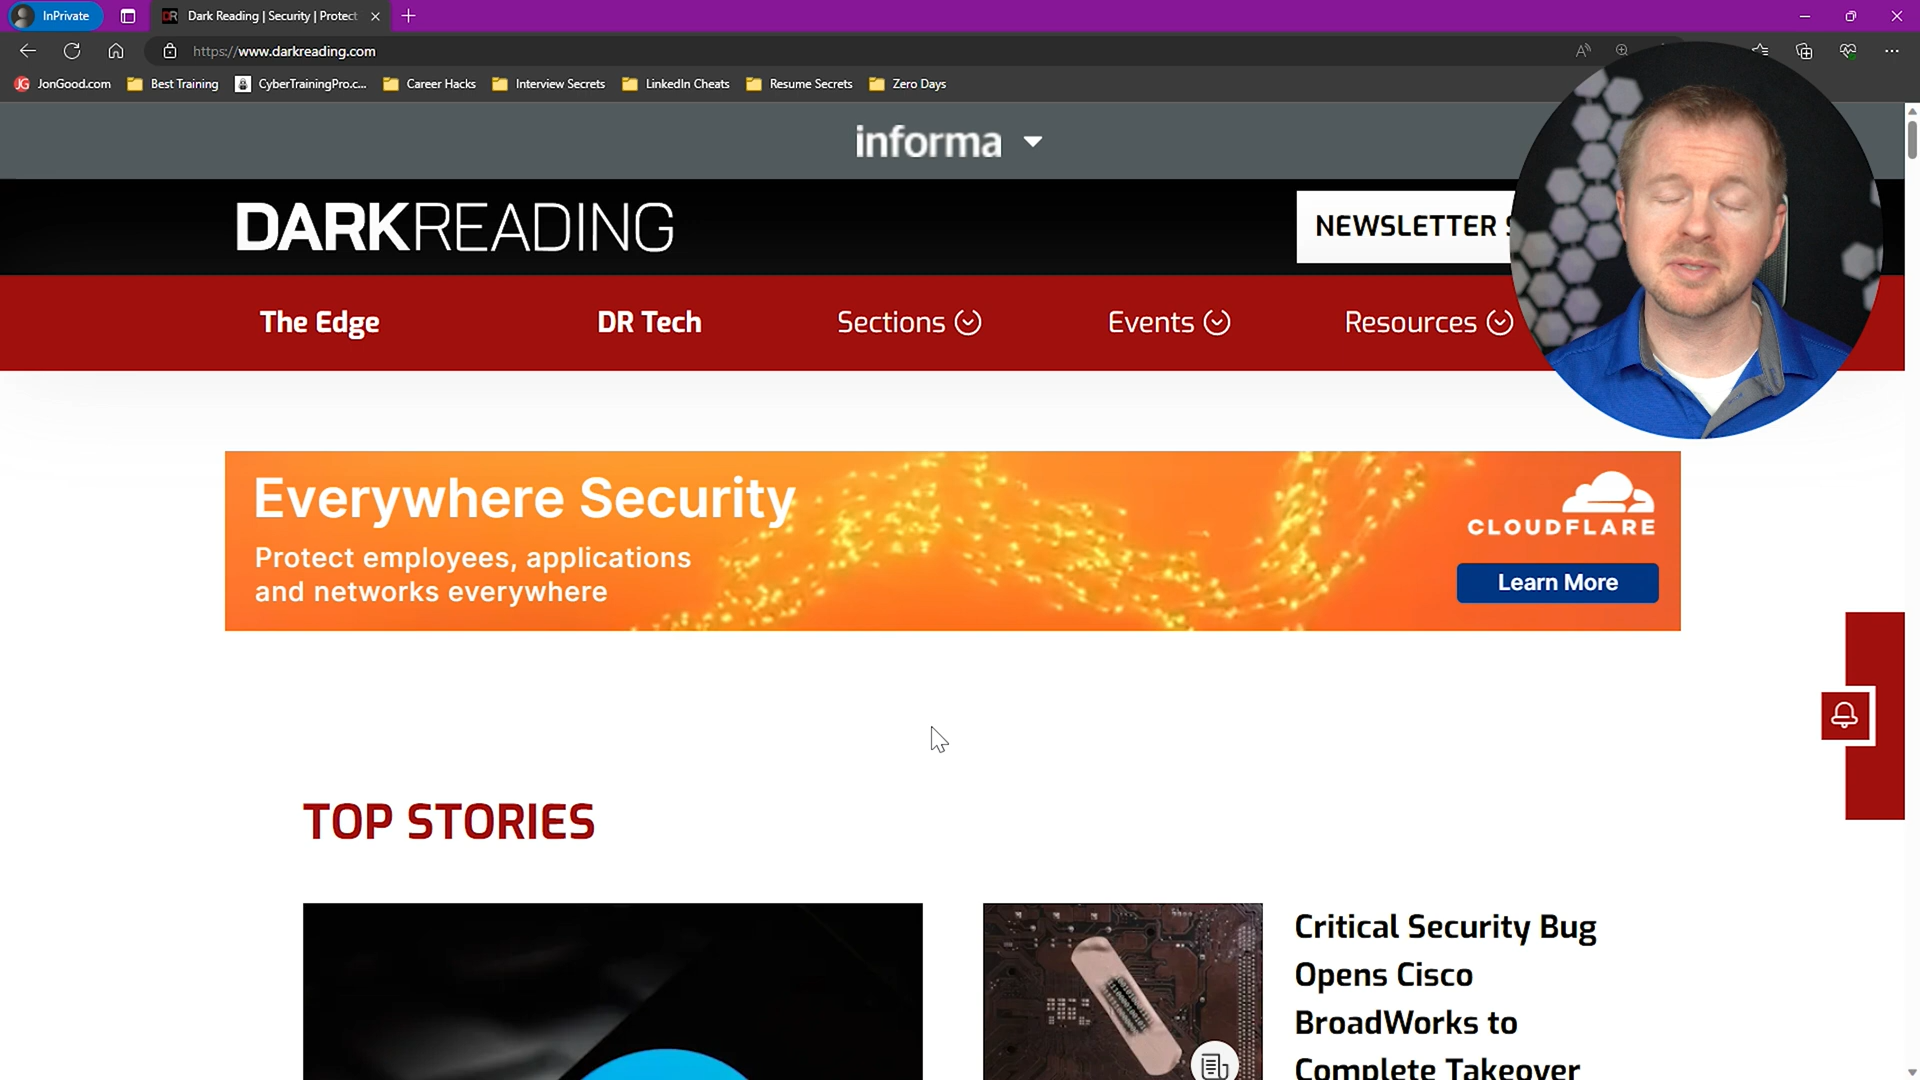 InPrivate
Dark Reading | Security | Protect
https://www.darkreading.com
JonGood.com
Best Training
CyberTrainingPro.c...
Career Hacks
Interview Secrets
LinkedIn Cheats
Resume Secrets
Zero Days
informa
DARKREADING
NEWSLETTER
The Edge
DR Tech
Sections
Events
Resources
Everywhere Security
Protect employees, applications
and networks everywhere
CLOUDFLARE
Learn More
TOP STORIES
Critical Security Bug
Opens Cisco
BroadWorks to
Complete Takeover